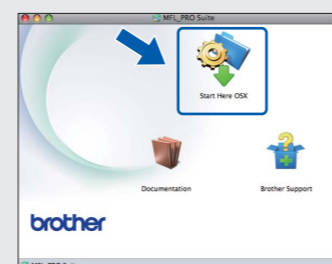 MFL_PRO Suite
Start Here OSX
Documentation
Brother Support
brother